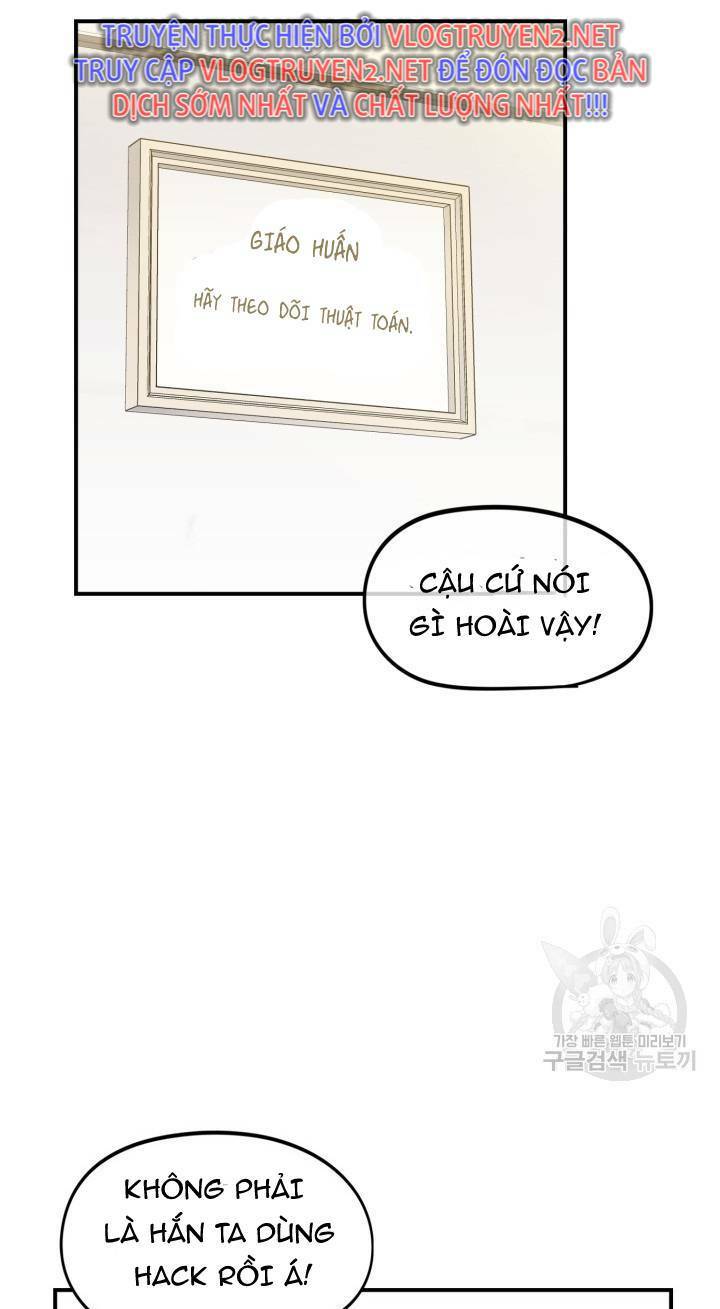 TRUYỆN THỰC HIỆN BỞI VLOGTRUYEN2.NET
TRUY CẬP VLOGTRUYEN2.NET ĐỂ ĐÓN ĐỌC BẢN
DỊCH SỚM NHẤT VÀ CHẤT LƯỢNG NHẤT!!!
GIÁO HUẤN
HÃY THEO DÕI THUẬT TOÁN.
CẬU CỨ NÓI
GÌ HOÀI VẬY!
가장 빠른 웹툰 미리보기
구글검색 뉴토끼
KHÔNG PHẢI
LÀ HẮN TA DÙNG
HACK RỒI Á!